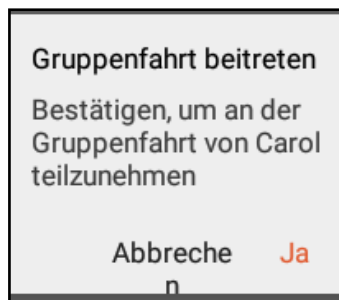 Gruppenfahrt beitreten
Bestätigen, um an der
Gruppenfahrt von Carol
teilzunehmen
Abbreche Ja
n